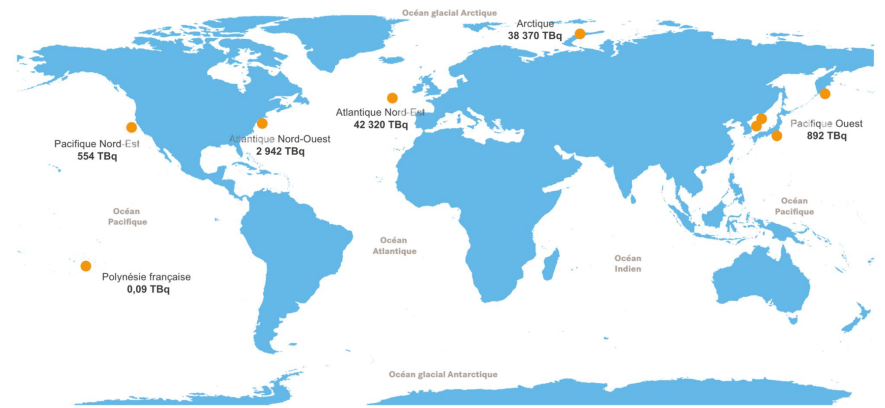 Océan glacial Arctique
Arctique
38 370 TBq
Atlantique Nord-Est
42 320 TBq
Atlantique Nord-Ouest
2 942 TBq
Pacifique Nord-Est
554 TBq
Pacifique Ouest
892 TBq
Océan
Pacifique
Océan
Pacifique
Océan
Atlantique
Océan
Indien
Polynésie française
0,09 TBq
Océan glacial Antarctique